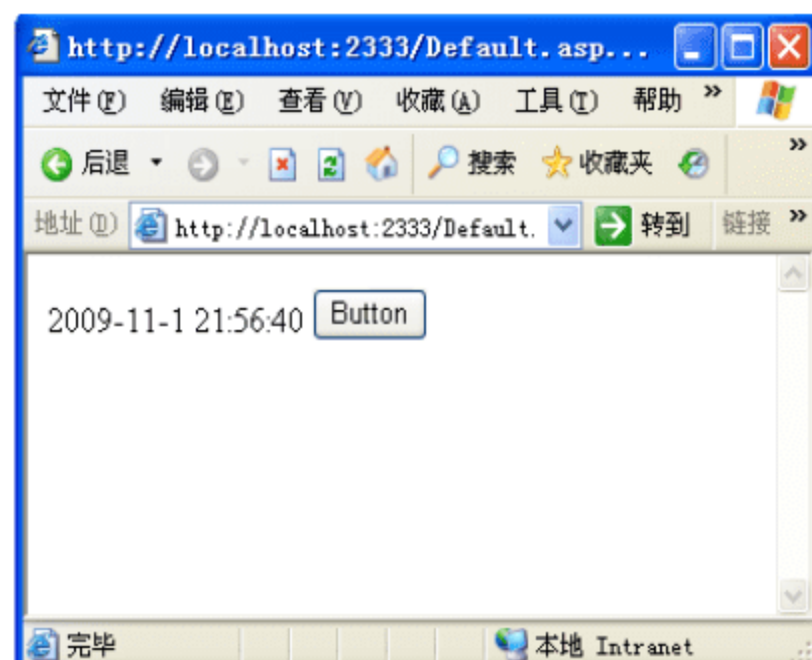 http://localhost:2333/Default.asp...
文件(F) 编辑(E) 查看(V) 收藏(A) 工具(T) 帮助 »
后退 搜索 收藏夹 »
地址(D) http://localhost:2333/Default. 转到 链接 »
2009-11-1 21:56:40 Button
完毕 本地 Intranet